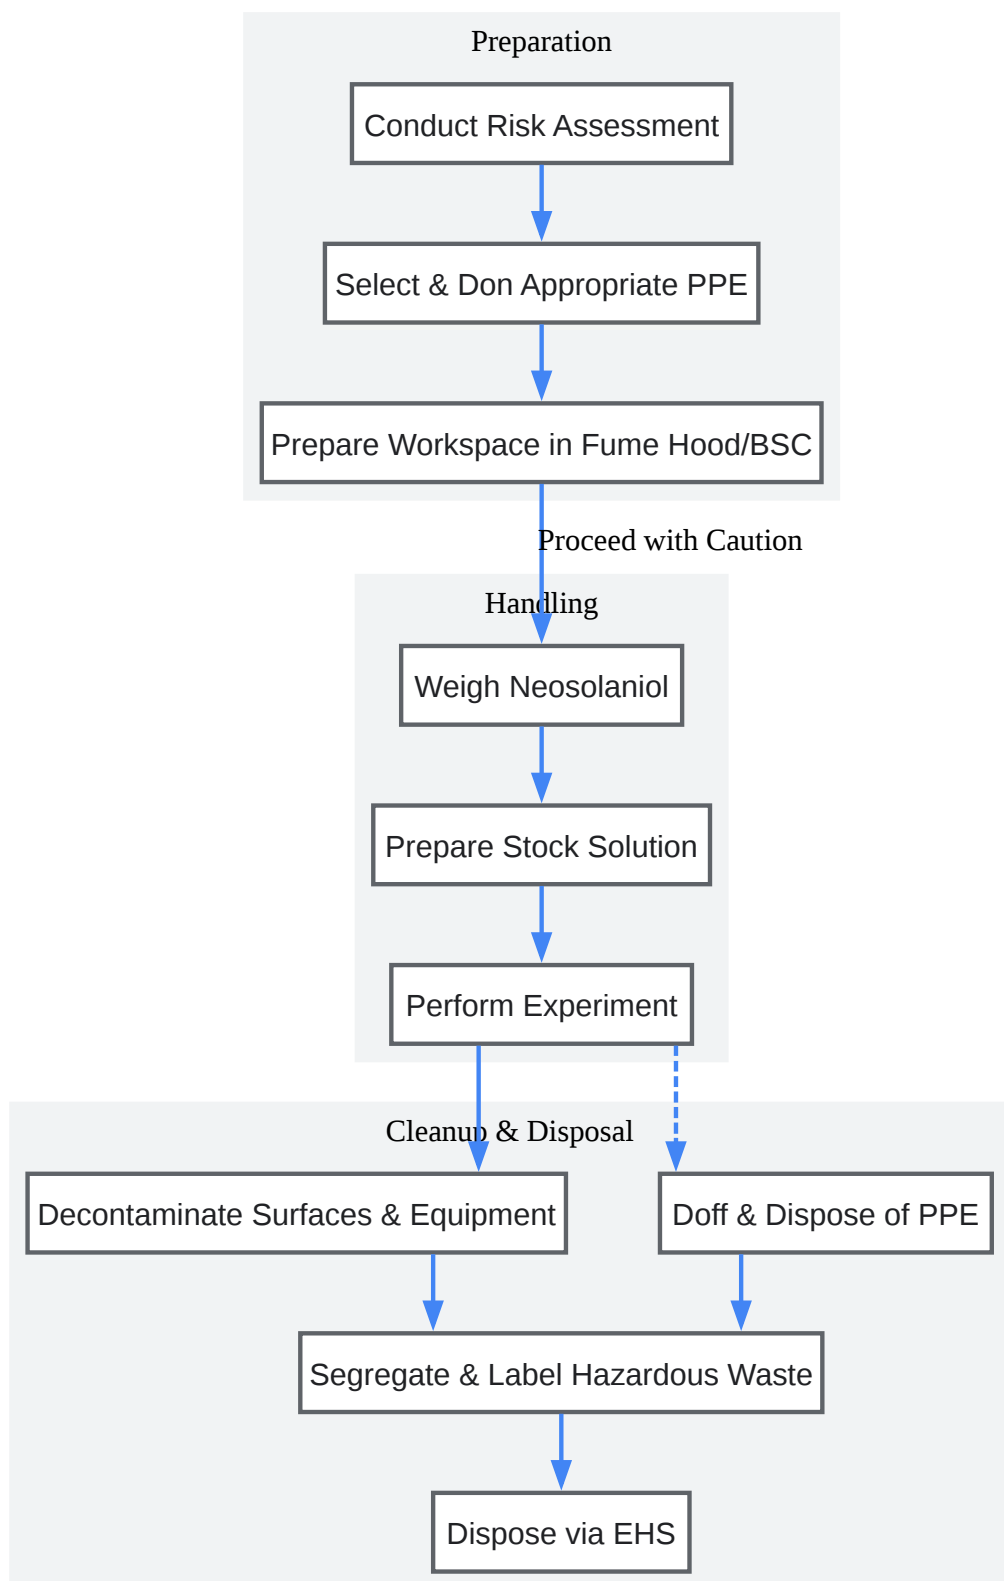 Preparation
Conduct Risk Assessment
Select & Don Appropriate PPE
Prepare Workspace in Fume Hood/BSC
Proceed with Caution
Handling
Weigh Neosolaniol
Prepare Stock Solution
Perform Experiment
Cleanup & Disposal
Decontaminate Surfaces & Equipment
Doff & Dispose of PPE
Segregate & Label Hazardous Waste
Dispose via EHS